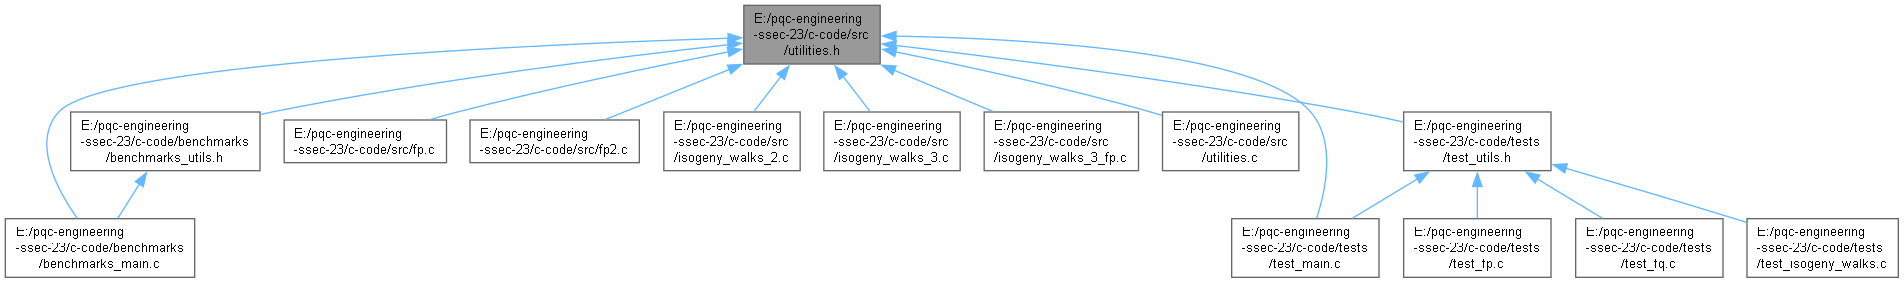 E:/pqc-engineering
-ssec-23/c-code/src
/utilities.h
E:/pqc-engineering
-ssec-23/c-code/benchmarks
/benchmarks_utils.h
E:/pqc-engineering
-ssec-23/c-code/src/fp.c
E:/pqc-engineering
-ssec-23/c-code/src/fp2.c
E:/pqc-engineering
-ssec-23/c-code/src
/isogeny_walks_2.c
E:/pqc-engineering
-ssec-23/c-code/src
/isogeny_walks_3.c
E:/pqc-engineering
-ssec-23/c-code/src
/isogeny_walks_3_fp.c
E:/pqc-engineering
-ssec-23/c-code/src
/utilities.c
E:/pqc-engineering
-ssec-23/c-code/tests
/test_utils.h
E:/pqc-engineering
-ssec-23/c-code/benchmarks
/benchmarks_main.c
E:/pqc-engineering
-ssec-23/c-code/tests
/test_main.c
E:/pqc-engineering
-ssec-23/c-code/tests
/test_fp.c
E:/pqc-engineering
-ssec-23/c-code/tests
/test_fq.c
E:/pqc-engineering
-ssec-23/c-code/tests
/test_isogeny_walks.c